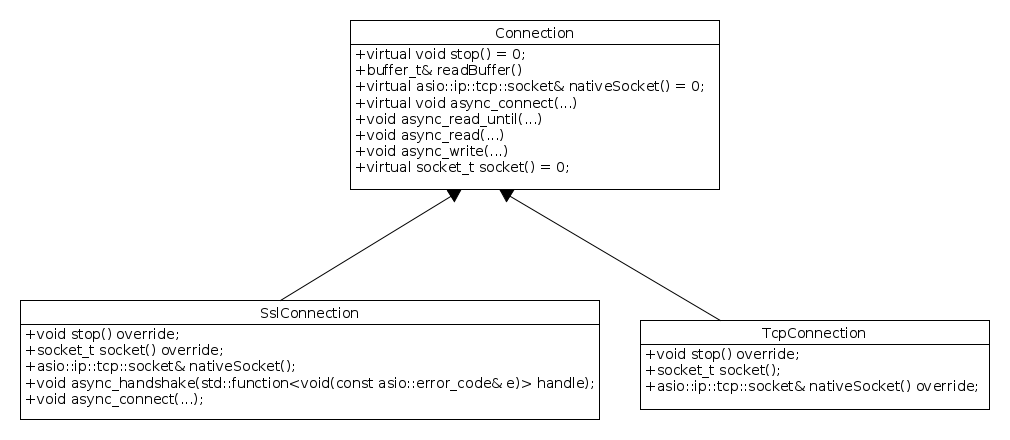 Connection
+virtual void stop() = 0;
+buffer_t& readBuffer()
+virtual asio::ip::tcp::socket& nativeSocket() = 0;
+virtual void async_connect(...)
+void async_read_until(...)
+void async_read(...)
+void async_write(...)
+virtual socket_t socket() = 0;
SslConnection
+void stop() override;
+socket_t socket() override;
+asio::ip::tcp::socket& nativeSocket();
+void async_handshake(std::function<void(const asio::error_code& e)> handle);
+void async_connect(...);
TcpConnection
+void stop() override;
+socket_t socket();
+asio::ip::tcp::socket& nativeSocket() override;